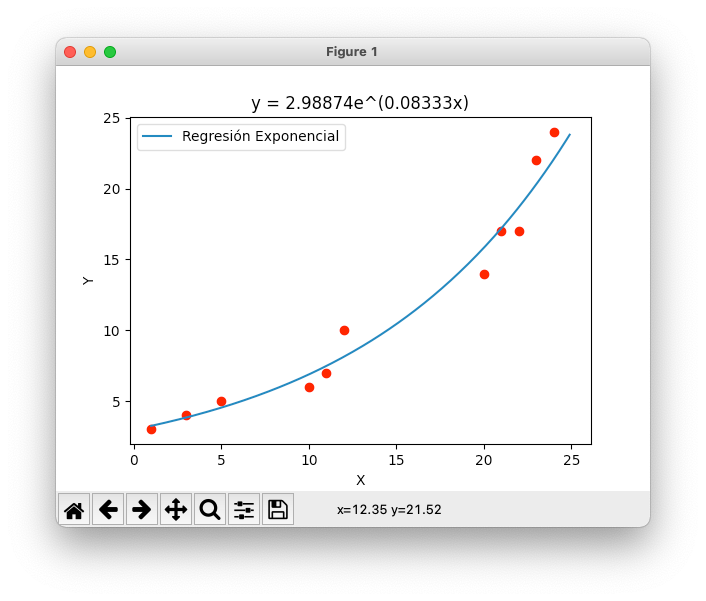 Figure 1
y = 2.98874e^(0.08333x)
Regresión Exponencial
25
20
15
10
5
Y
0 5 10 15 20 25
X
x=12.35 y=21.52